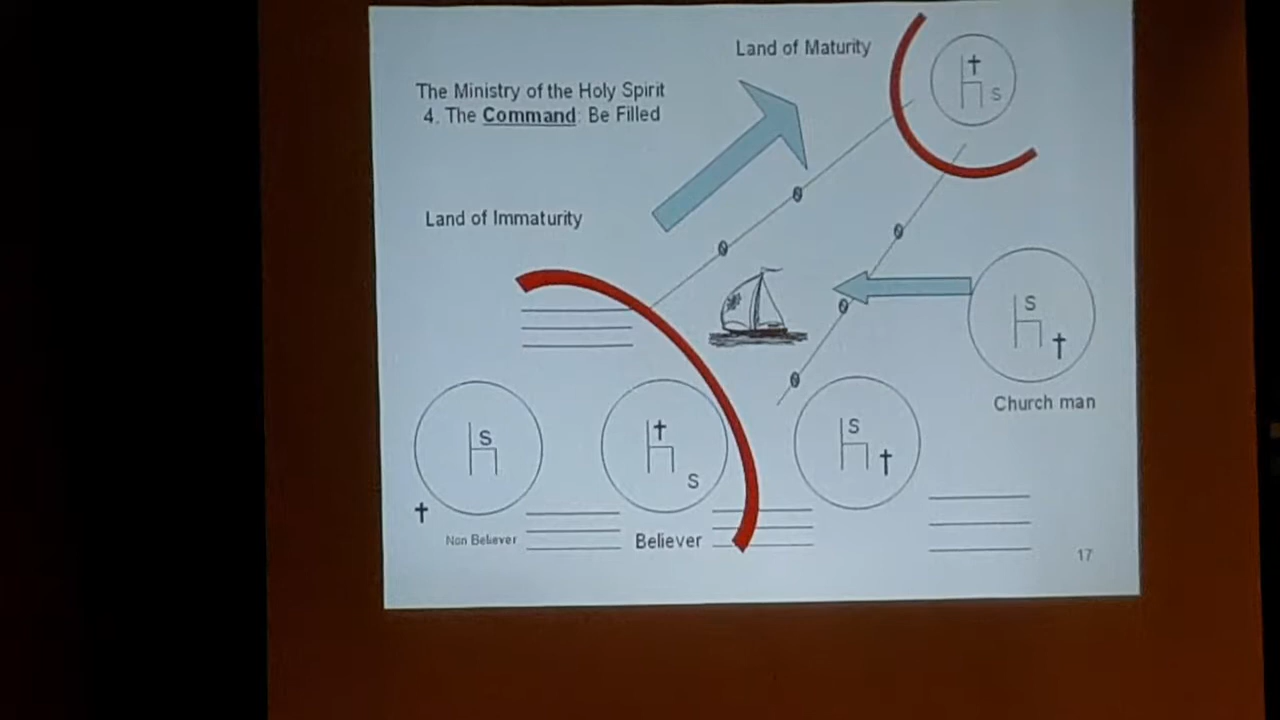 Land of Maturity
The Ministry of the Holy Spirit
4. The Command: Be Filled
Land of Immaturity
S
S
Church man
S
S
S
Non Believer
Believer
17